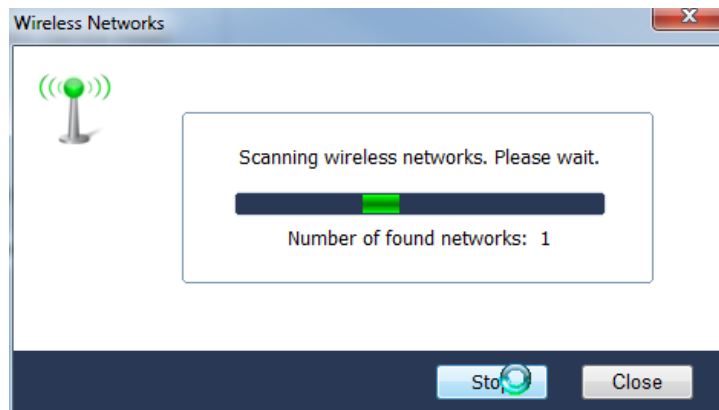 Wireless Networks
Scanning wireless networks. Please wait.
Number of found networks: 1
Stop
Close